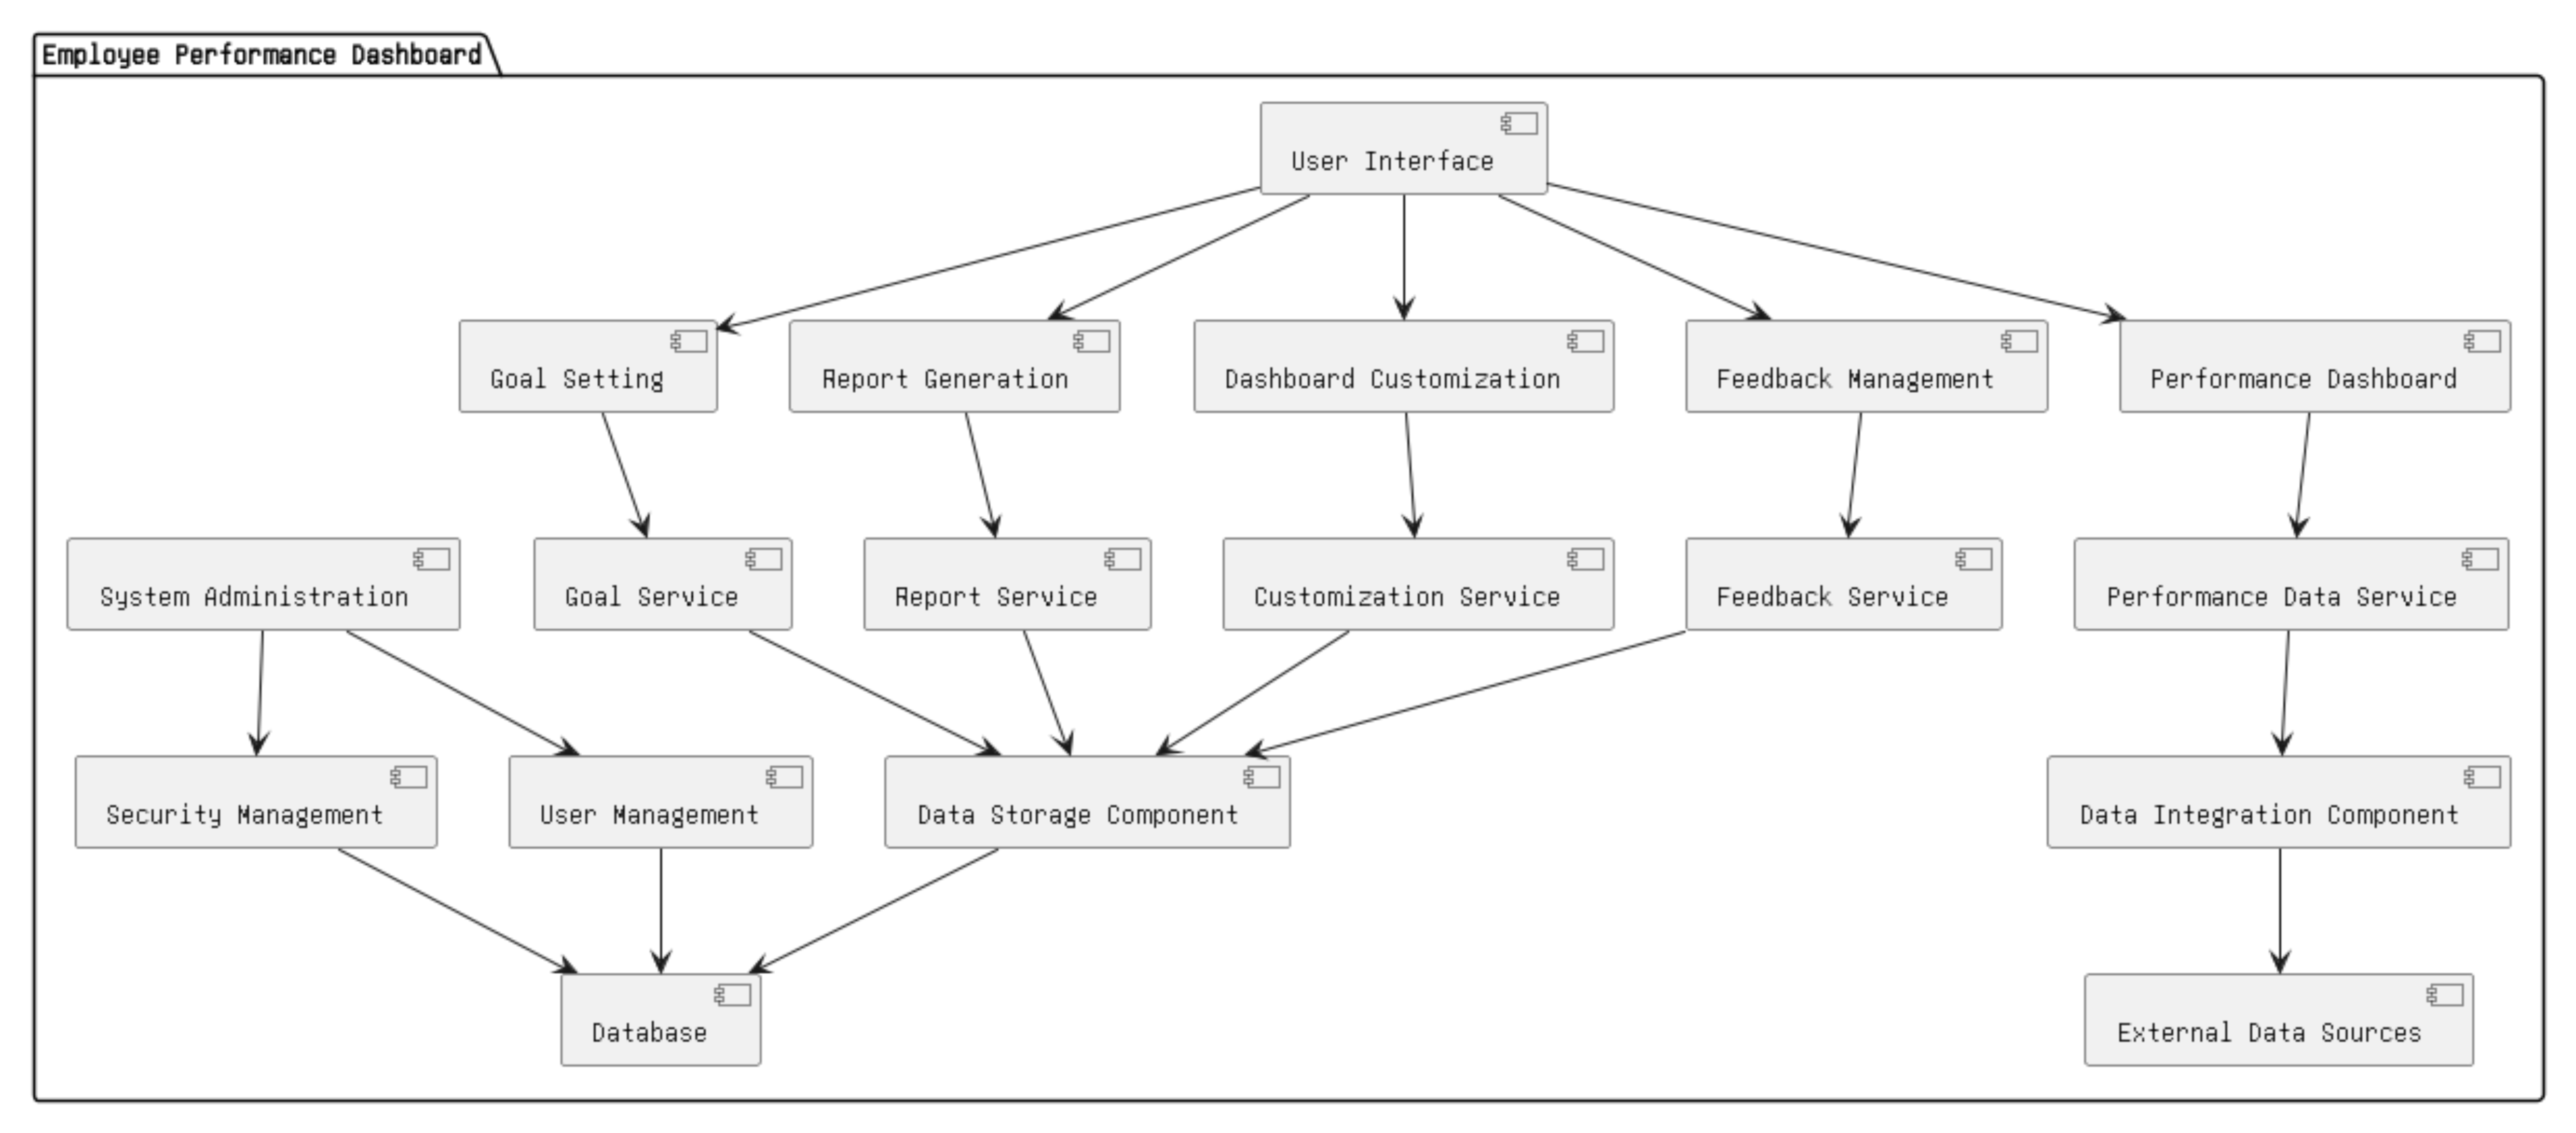 Employee Performance Dashboard
User Interface
Goal Setting
Report Generation
Dashboard Customization
Feedback Management
Performance Dashboard
System Administration
Goal Service
Report Service
Customization Service
Feedback Service
Performance Data Service
Security Management
User Management
Data Storage Component
Data Integration Component
Database
External Data Sources